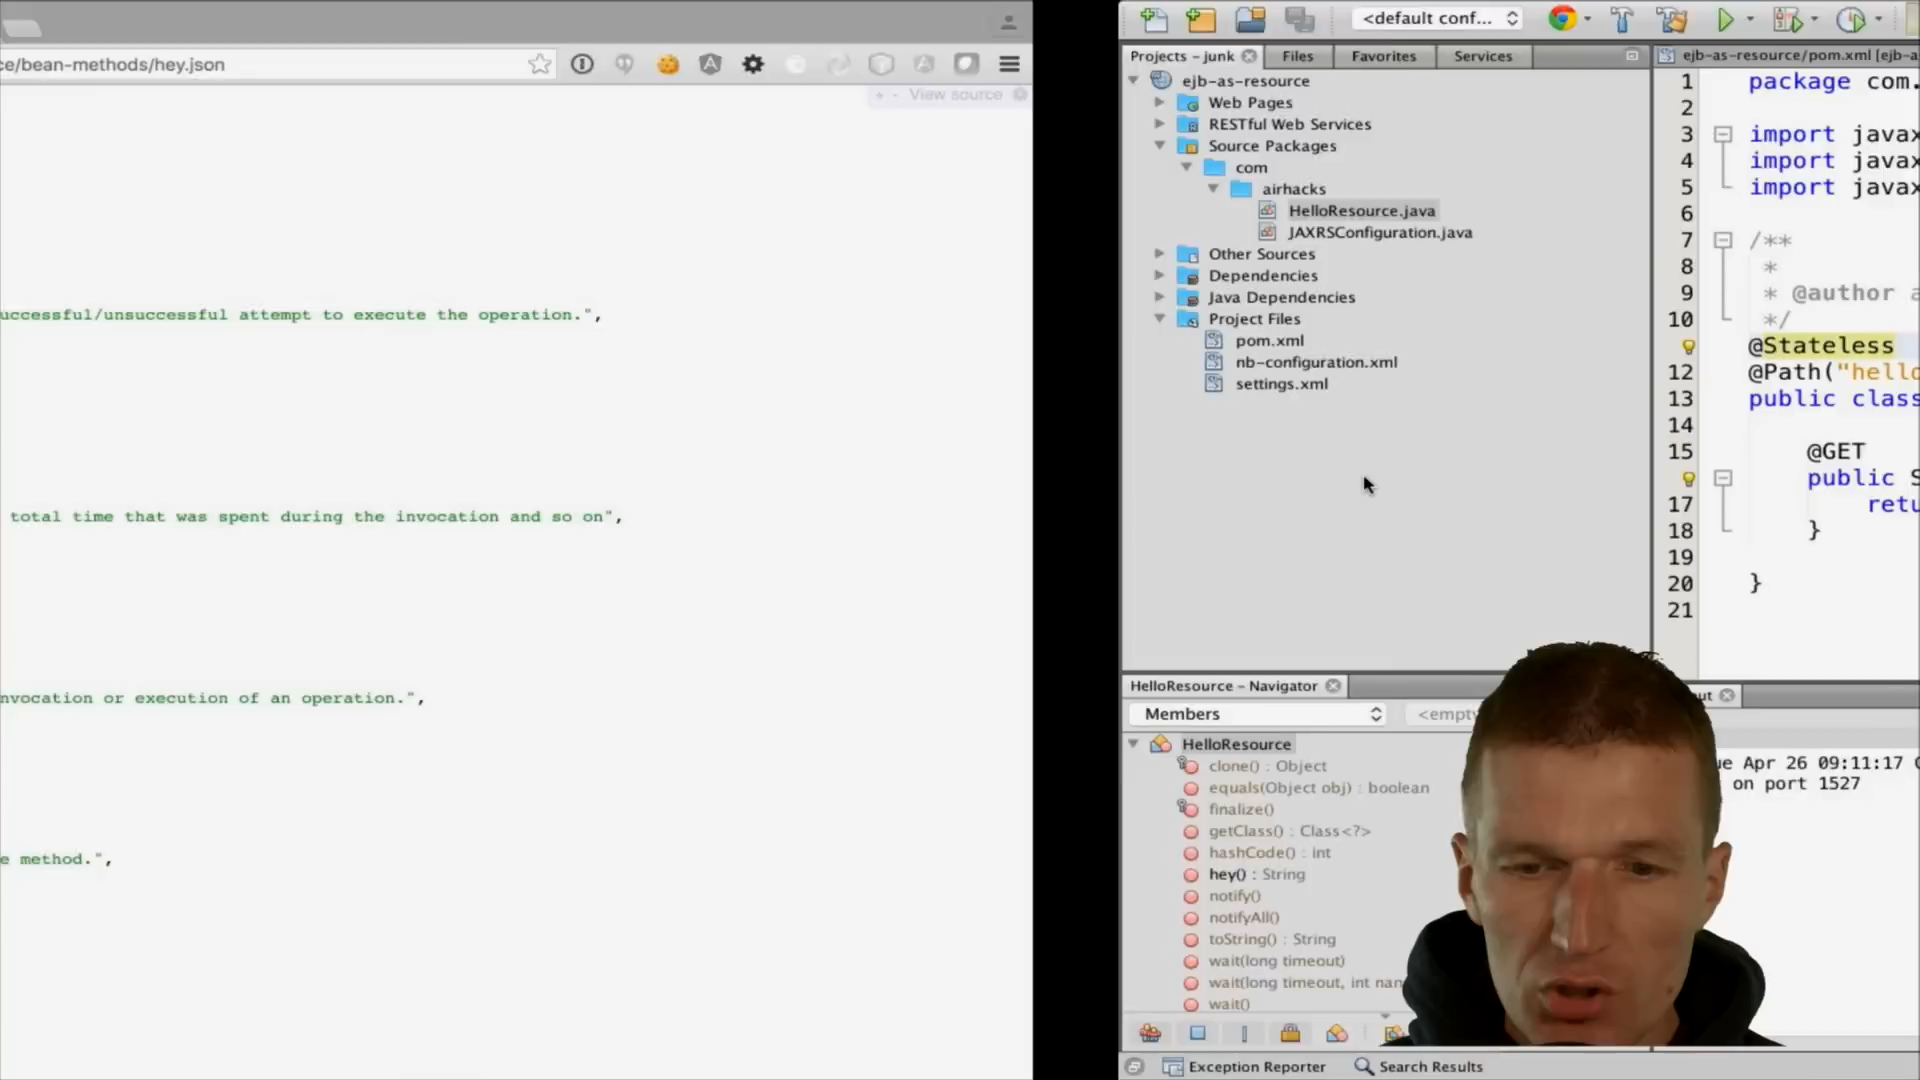 e/bean-methods/hey.json
+ - View source
uccessful/unsuccessful attempt to execute the operation.",
total time that was spent during the invocation and so on",
nvocation or execution of an operation.",
e method.",
<default conf...
Projects - junk
Files
Favorites
Services
ejb-as-resource
Web Pages
RESTful Web Services
Source Packages
com
airhacks
HelloResource.java
JAXRSConfiguration.java
Other Sources
Dependencies
Java Dependencies
Project Files
pom.xml
nb-configuration.xml
settings.xml
HelloResource - Navigator
Members
<empty
HelloResource
clone() : Object
equals(Object obj) : boolean
finalize()
getClass() : Class<?>
hashCode() : int
hey() : String
notify()
notifyAll()
toString() : String
wait(long timeout)
wait(long timeout, int nan
wait()
ejb-as-resource/pom.xml [ejb-a
1 package com.
2
3 import javax
4 import javax
5 import javax
6
7 /**
8 *
9 * @author a
10 */
@Stateless
12 @Path("hello
13 public class
14
15 @GET
public S
17 retu
18 }
19
20 }
21
ut
ue Apr 26 09:11:17
on port 1527
Exception Reporter
Search Results